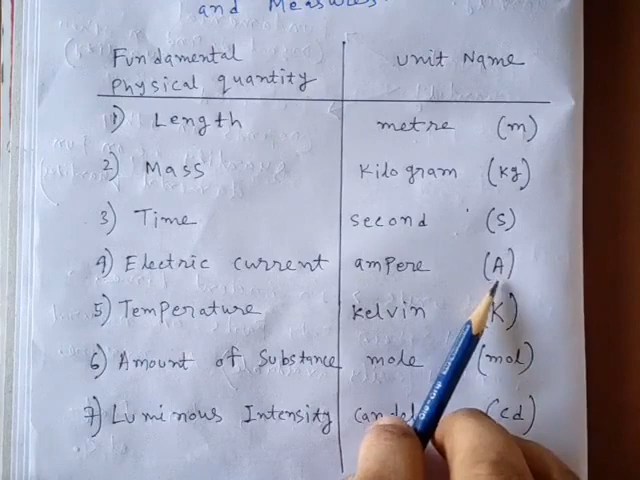 and Measures.
Fundamental Unit Name
Physical quantity
1) Length metre (m)
2) Mass Kilogram (kg)
3) Time second (S)
4) Electric current ampere (A)
5) Temperature kelvin (K)
6) Amount of Substance mole (mol)
7) Luminous Intensity (cd)